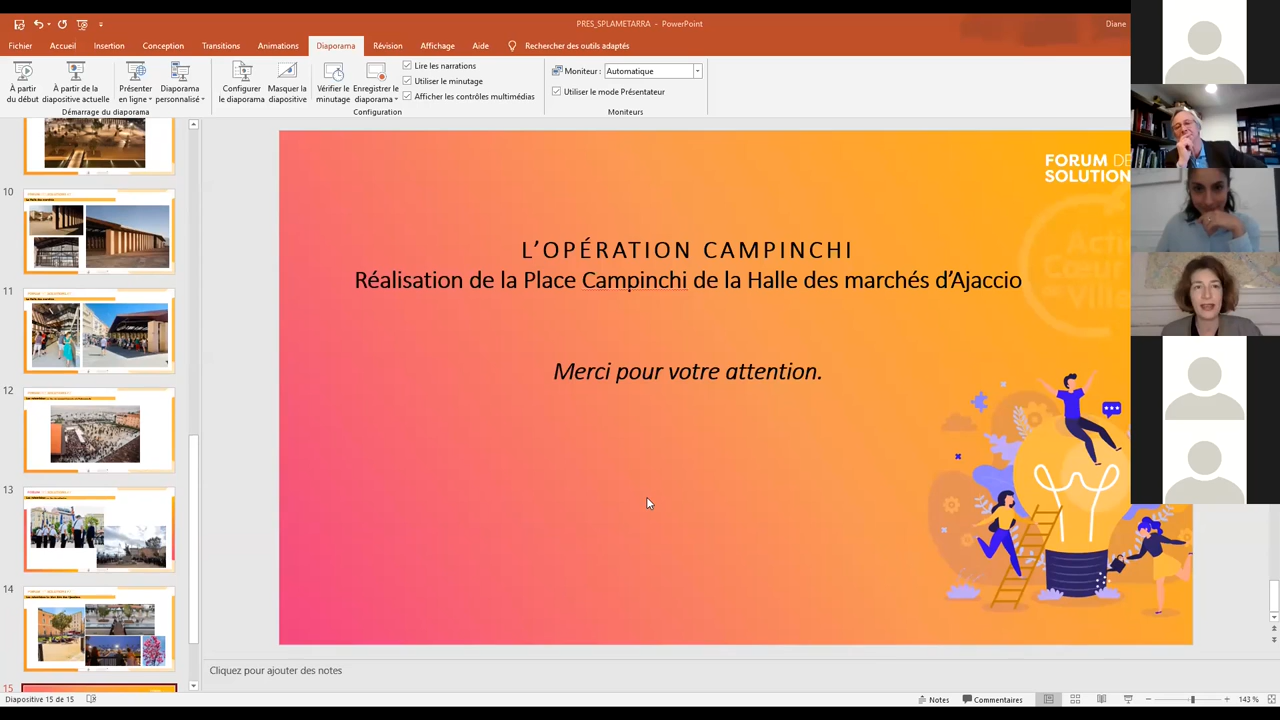 PRES_SPLAMETARRA - PowerPoint
Diane
Fichier
Accueil
Insertion
Conception
Transitions
Animations
Diaporama
Révision
Affichage
Aide
Rechercher des outils adaptés
À partir
du début
À partir de la
diapositive actuelle
Présenter
en ligne
Diaporama
personnalisé
Configurer
le diaporama
Masquer la
diapositive
Vérifier le
minutage
Enregistrer le
diaporama
Lire les narrations
Utiliser le minutage
Afficher les contrôles multimédias
Moniteur :
Automatique
Utiliser le mode Présentateur
Démarrage du diaporama
Configuration
Moniteurs
10
11
12
13
14
15
FORUM DE
SOLUTION
Acti
Cœur
Ville
L’OPÉRATION CAMPINCHI
Réalisation de la Place Campinchi de la Halle des marchés d’Ajaccio
Merci pour votre attention.
Cliquez pour ajouter des notes
Diapositive 15 de 15
Notes
Commentaires
143 %